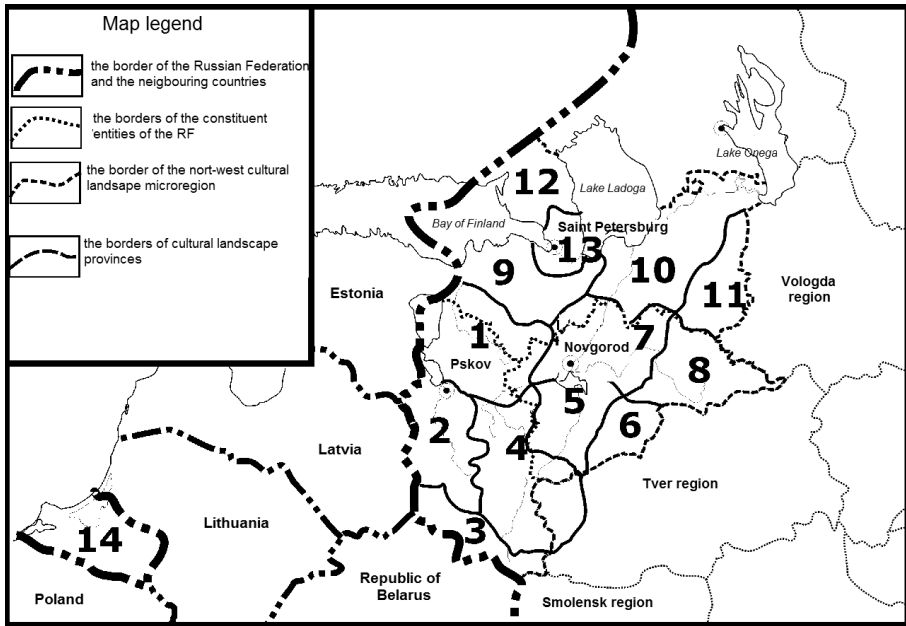 Map legend
the border of the Russian Federation
and the neigbouring countries
the borders of the constituent
entities of the RF
the border of the nort-west cultural
landsape microregion
the borders of cultural landscape
provinces
Lake Onega
12
Lake Ladoga
Bay of Finland
Saint Petersburg
13
9
10
Vologda
region
11
Estonia
1
Novgorod
7
Pskov
8
5
2
6
4
Latvia
Tver region
Lithuania
3
14
Republic of
Belarus
Poland
Smolensk region